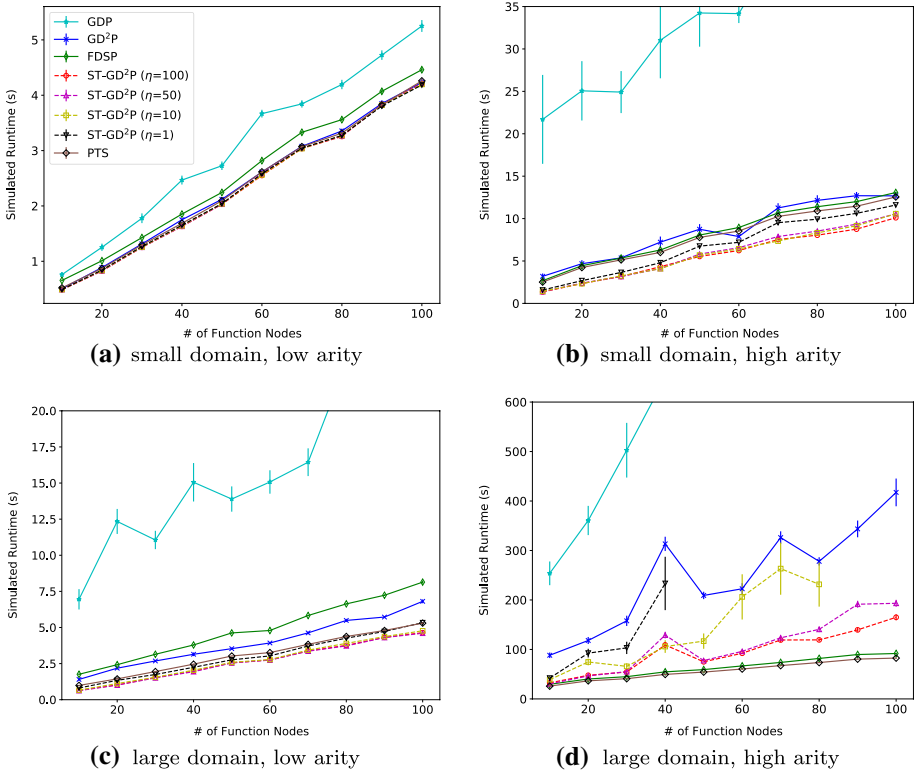 GDP
GD²P
FDSP
ST-GD²P (η=100)
ST-GD²P (η=50)
ST-GD²P (η=10)
ST-GD²P (η=1)
PTS
Simulated Runtime (s)
5
4
3
2
1
20 40 60 80 100
# of Function Nodes
(a) small domain, low arity
Simulated Runtime (s)
35
30
25
20
15
10
5
0
20 40 60 80 100
# of Function Nodes
(b) small domain, high arity
Simulated Runtime (s)
20.0
17.5
15.0
12.5
10.0
7.5
5.0
2.5
0.0
20 40 60 80 100
# of Function Nodes
(c) large domain, low arity
Simulated Runtime (s)
600
500
400
300
200
100
0
20 40 60 80 100
# of Function Nodes
(d) large domain, high arity